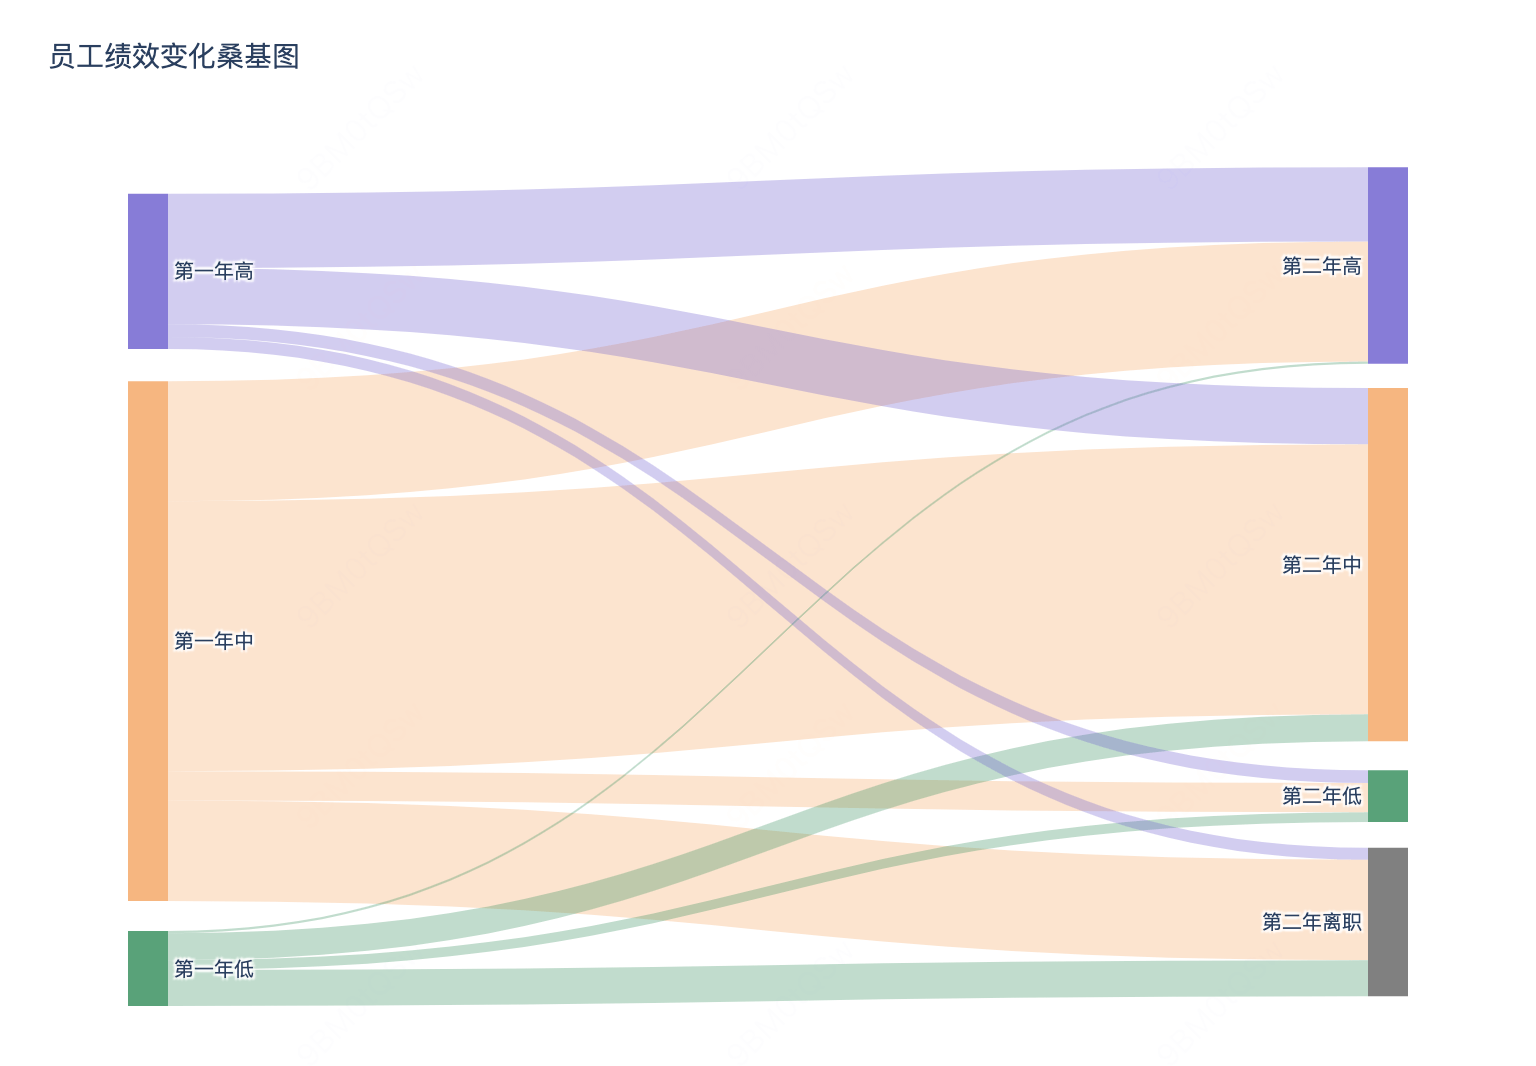 员工绩效变化桑基图
第一年高
第二年高
第二年中
第一年中
第二年低
第二年离职
第一年低